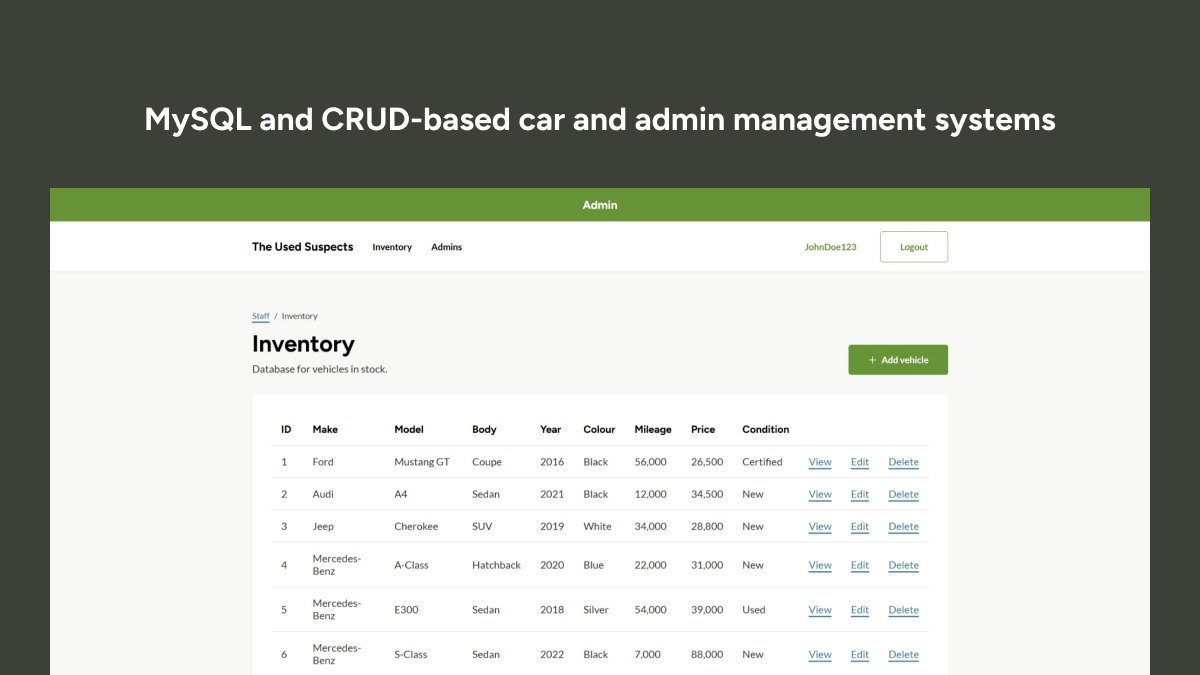 MySQL and CRUD-based car and admin management systems
Admin
The Used Suspects Inventory Admins JohnDoe123 Logout
Staff / Inventory
Inventory
Database for vehicles in stock.
+ Add vehicle
ID Make Model Body Year Colour Mileage Price Condition
1 Ford Mustang GT Coupe 2016 Black 56,000 26,500 Certified View Edit Delete
2 Audi A4 Sedan 2021 Black 12,000 34,500 New View Edit Delete
3 Jeep Cherokee SUV 2019 White 34,000 28,800 New View Edit Delete
4 Mercedes-
Benz A-Class Hatchback 2020 Blue 22,000 31,000 New View Edit Delete
5 Mercedes-
Benz E300 Sedan 2018 Silver 54,000 39,000 Used View Edit Delete
6 Mercedes-
Benz S-Class Sedan 2022 Black 7,000 88,000 New View Edit Delete